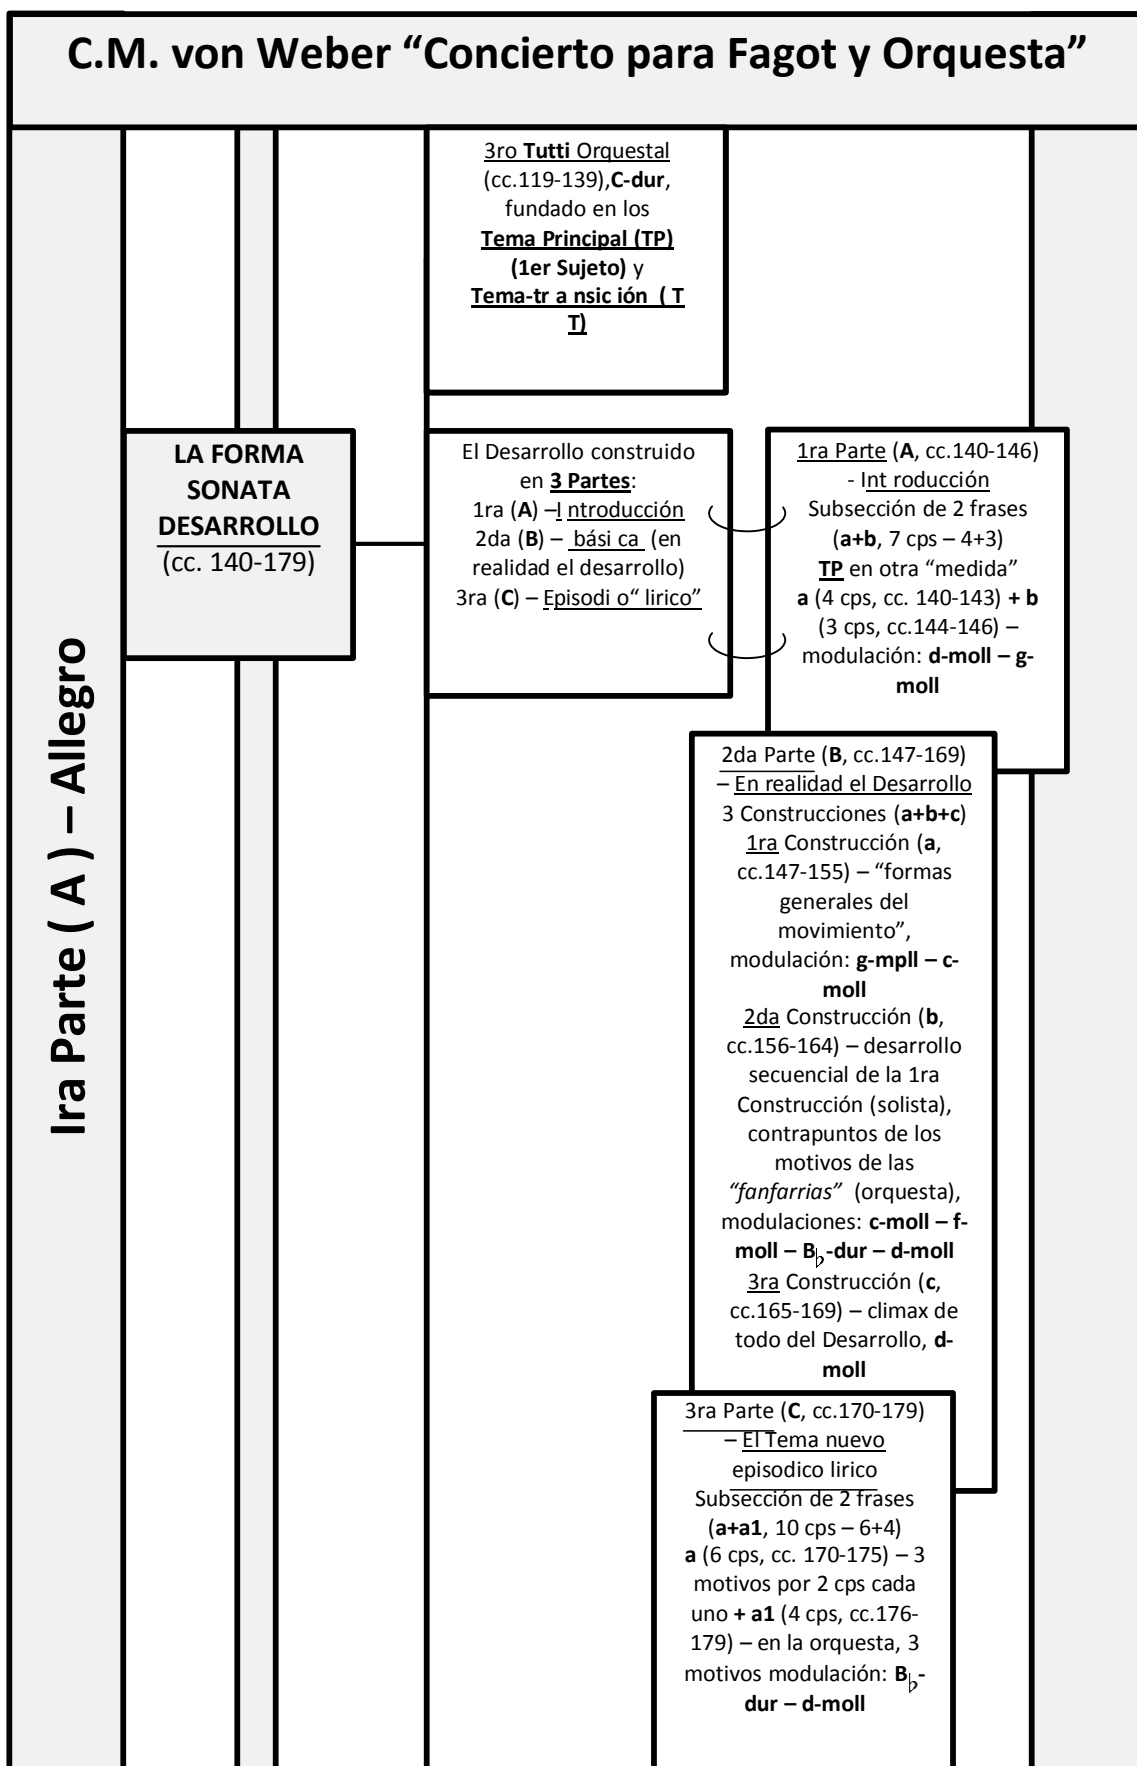 C.M. von Weber “Concierto para Fagot y Orquesta”
Ira Parte ( A ) – Allegro
3ro Tutti Orquestal
(cc.119-139),C-dur,
fundado en los
Tema Principal (TP)
(1er Sujeto) y
Tema-tr a nsic ión ( T
T)
LA FORMA
SONATA
DESARROLLO
(cc. 140-179)
El Desarrollo construido
en 3 Partes:
1ra (A) –I ntroducción
2da (B) – bási ca (en
realidad el desarrollo)
3ra (C) – Episodi o“ lirico”
1ra Parte (A, cc.140-146)
- Int roducción
Subsección de 2 frases
(a+b, 7 cps – 4+3)
TP en otra “medida”
a (4 cps, cc. 140-143) + b
(3 cps, cc.144-146) –
modulación: d-moll – g-
moll
2da Parte (B, cc.147-169)
– En realidad el Desarrollo
3 Construcciones (a+b+c)
1ra Construcción (a,
cc.147-155) – “formas
generales del
movimiento”,
modulación: g-mpll – c-
moll
2da Construcción (b,
cc.156-164) – desarrollo
secuencial de la 1ra
Construcción (solista),
contrapuntos de los
motivos de las
“fanfarrias” (orquesta),
modulaciones: c-moll – f-
moll – B♭-dur – d-moll
3ra Construcción (c,
cc.165-169) – climax de
todo del Desarrollo, d-
moll
3ra Parte (C, cc.170-179)
– El Tema nuevo
episodico lirico
Subsección de 2 frases
(a+a1, 10 cps – 6+4)
a (6 cps, cc. 170-175) – 3
motivos por 2 cps cada
uno + a1 (4 cps, cc.176-
179) – en la orquesta, 3
motivos modulación: B♭-
dur – d-moll